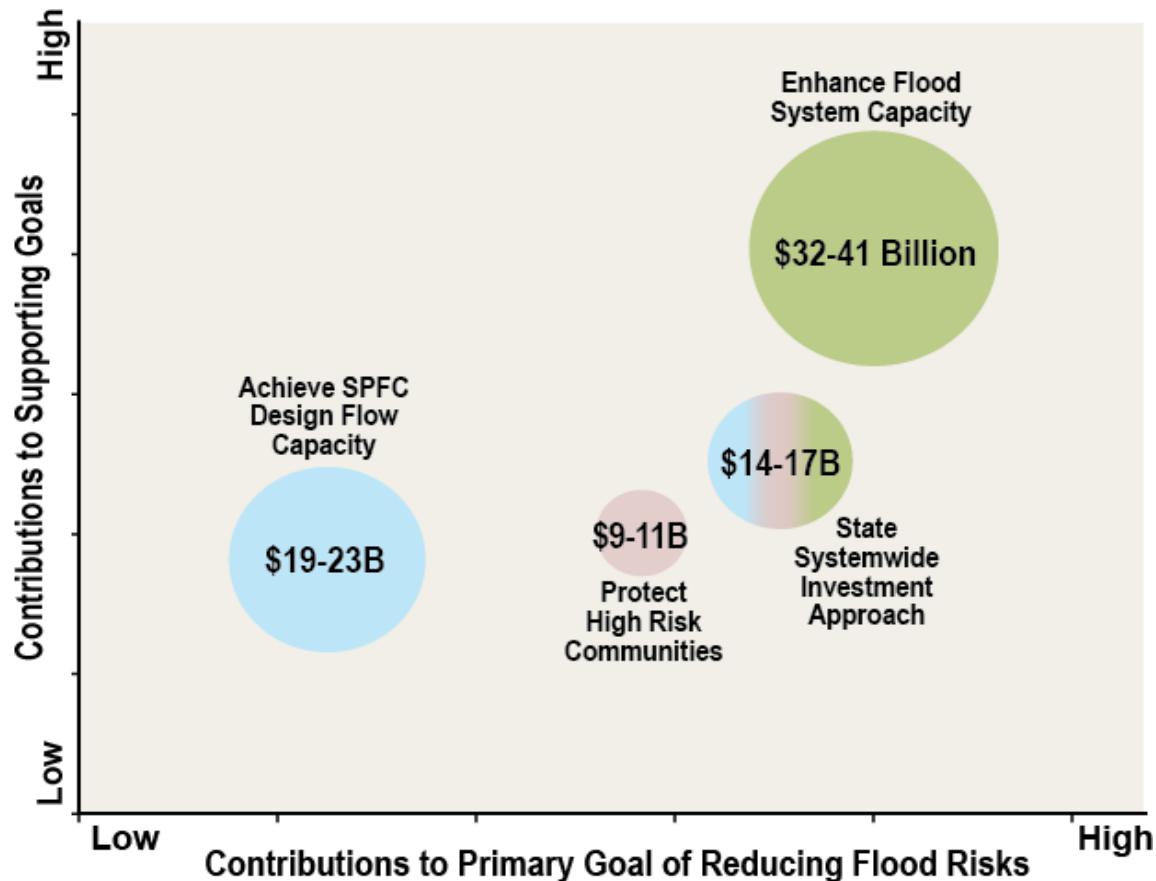 High
Enhance Flood
System Capacity
$32-41 Billion
Contributions to Supporting Goals
Achieve SPFC
Design Flow
Capacity
$19-23B
$14-17B
$9-11B
State
Systemwide
Investment
Approach
Protect
High Risk
Communities
Low
Low
High
Contributions to Primary Goal of Reducing Flood Risks